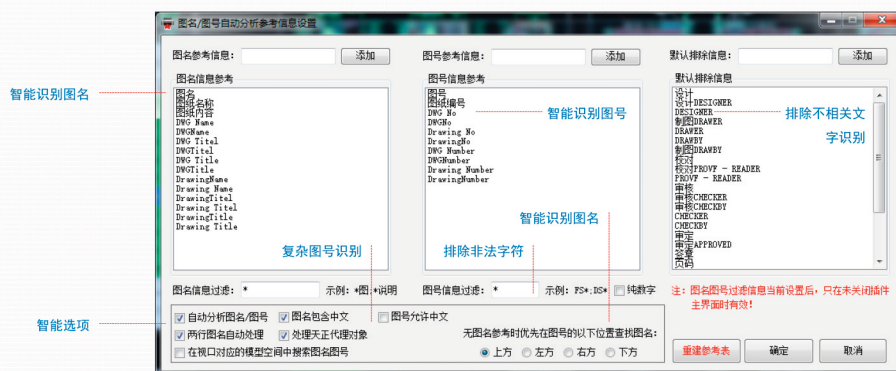 图名/图号自动分析参考信息设置
图名参考信息:
添加
图号参考信息:
添加
默认排除信息:
添加
智能识别图名
图名信息参考
图名
图纸名称
图纸内容
DWG Name
DWGName
DWG Titel
DWGTitel
DWG Title
DWGTitle
DrawingName
Drawing Name
DrawingTitel
Drawing Titel
DrawingTitle
Drawing Title
图号信息参考
图号
图纸编号
DWG No
DWGNo
Drawing No
DrawingNo
DWG Number
DWGNumber
Drawing Number
DrawingNumber
智能识别图号
默认排除信息
设计
设计DESIGNER
DESIGNER
制图DRAWER
DRAWER
DRAWBY
制图DRAWBY
校对
校对PROVF - READER
PROVF - READER
审核
审核CHECKER
审核CHECKBY
CHECKER
CHECKBY
审定
审定APPROVED
签章
页码
排除不相关文
字识别
智能识别图名
复杂图号识别
排除非法字符
图名信息过滤: *
示例: *图;*说明
图号信息过滤: *
示例: FS*;DS*
纯数字
注: 图名图号过滤信息当前设置后, 只在未关闭插件
主界面时有效!
智能选项
自动分析图名/图号
图名包含中文
图号允许中文
两行图名自动处理
处理天正代理对象
在视口对应的模型空间中搜索图名图号
无图名参考时优先在图号的以下位置查找图名:
上方
左方
右方
下方
重建参考表
确定
取消